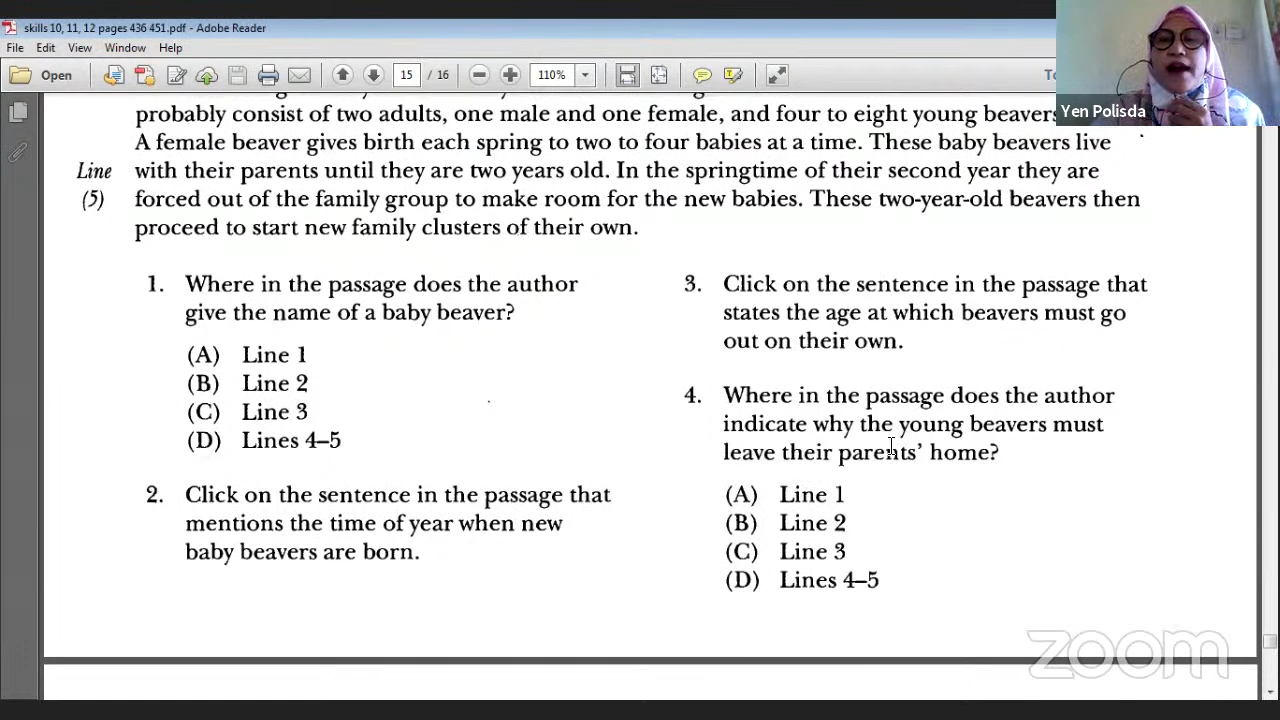 skills 10, 11, 12 pages 436 451.pdf - Adobe Reader
File Edit View Window Help
Open 15 / 16 110%
Yen Polisda
probably consist of two adults, one male and one female, and four to eight young beavers
A female beaver gives birth each spring to two to four babies at a time. These baby beavers live
Line with their parents until they are two years old. In the springtime of their second year they are
(5) forced out of the family group to make room for the new babies. These two-year-old beavers then
proceed to start new family clusters of their own.
1. Where in the passage does the author
give the name of a baby beaver?
(A) Line 1
(B) Line 2
(C) Line 3
(D) Lines 4–5
2. Click on the sentence in the passage that
mentions the time of year when new
baby beavers are born.
3. Click on the sentence in the passage that
states the age at which beavers must go
out on their own.
4. Where in the passage does the author
indicate why the young beavers must
leave their parents' home?
(A) Line 1
(B) Line 2
(C) Line 3
(D) Lines 4–5
zoom